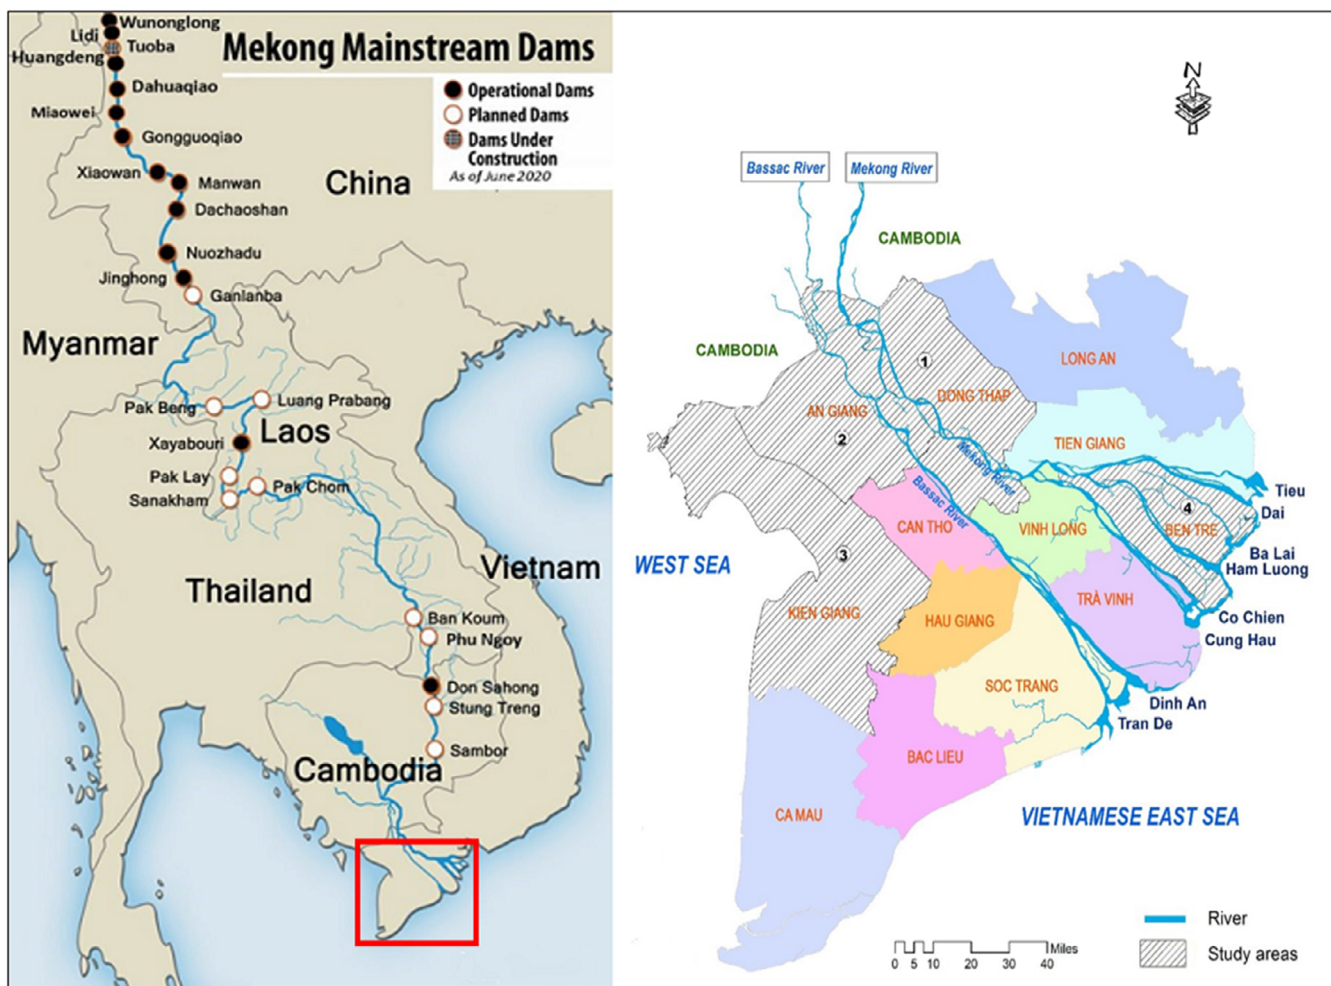 Wunonglong
Lidi
Tuoba
Huangdeng
Mekong Mainstream Dams
Operational Dams
Planned Dams
Dams Under
Construction
As of June 2020
Dahuaqiao
Miaowei
Gongguoqiao
Xiaowan
Manwan
China
Dachaoshan
Nuozhadu
Jinghong
Ganlanba
Myanmar
Pak Beng
Luang Prabang
Laos
Xayabouri
Pak Lay
Pak Chom
Sanakham
Vietnam
Thailand
Ban Koum
Phu Ngoy
Don Sahong
Stung Treng
Sambor
Cambodia
N
Bassac River
Mekong River
CAMBODIA
CAMBODIA
LONG AN
1
DONG THAP
AN GIANG
2
TIEN GIANG
Mekong River
Bassac River
Tieu
Dai
4
BEN TRE
CAN THO
VINH LONG
Ba Lai
Ham Luong
WEST SEA
3
KIEN GIANG
TRÀ VINH
HAU GIANG
Co Chien
Cung Hau
SOC TRANG
Dinh An
Tran De
BAC LIEU
CA MAU
VIETNAMESE EAST SEA
River
Study areas
Miles
0 5 10 20 30 40